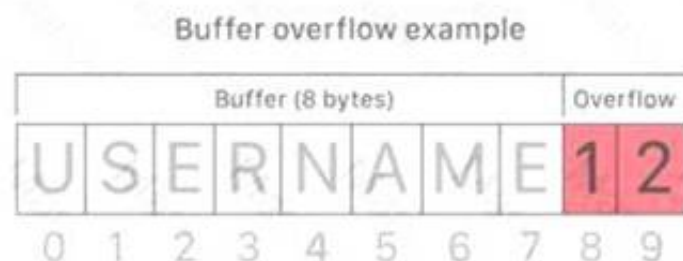 Buffer overflow example
Buffer (8 bytes) Overflow
U S E R N A M E 1 2
0 1 2 3 4 5 6 7 8 9